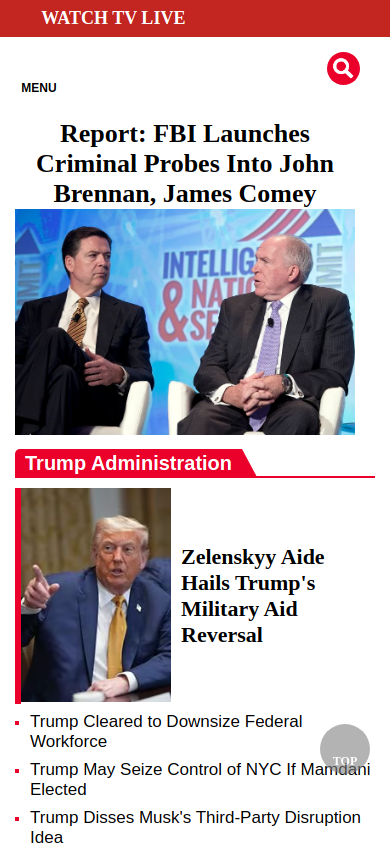 WATCH TV LIVE
MENU
Report: FBI Launches
Criminal Probes Into John
Brennan, James Comey
INTELLIG
& NATIO
SE
Trump Administration
Zelenskyy Aide
Hails Trump's
Military Aid
Reversal
Trump Cleared to Downsize Federal
Workforce
TOP
Trump May Seize Control of NYC If Mamdani
Elected
Trump Disses Musk's Third-Party Disruption
Idea